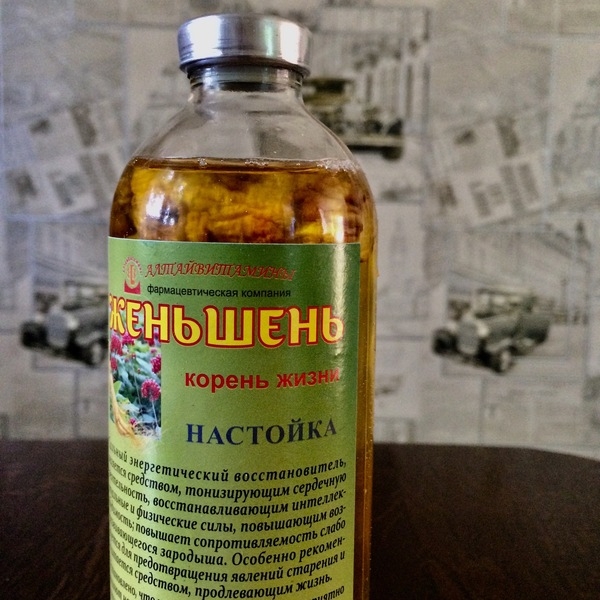 АЛТАЙВИТАМИНЫ
фармацевтическая компания
ЖЕНЬШЕНЬ
корень жизни
НАСТОЙКА
энергетический восстановитель,
средством, тонизирующим сердечную
восстанавливающим интеллек-
и физические силы, повышающим воз-
повышает сопротивляемость слабо
зародыша. Особенно рекомен-
для предотвращения явлений старения и
средством, продлевающим жизнь.